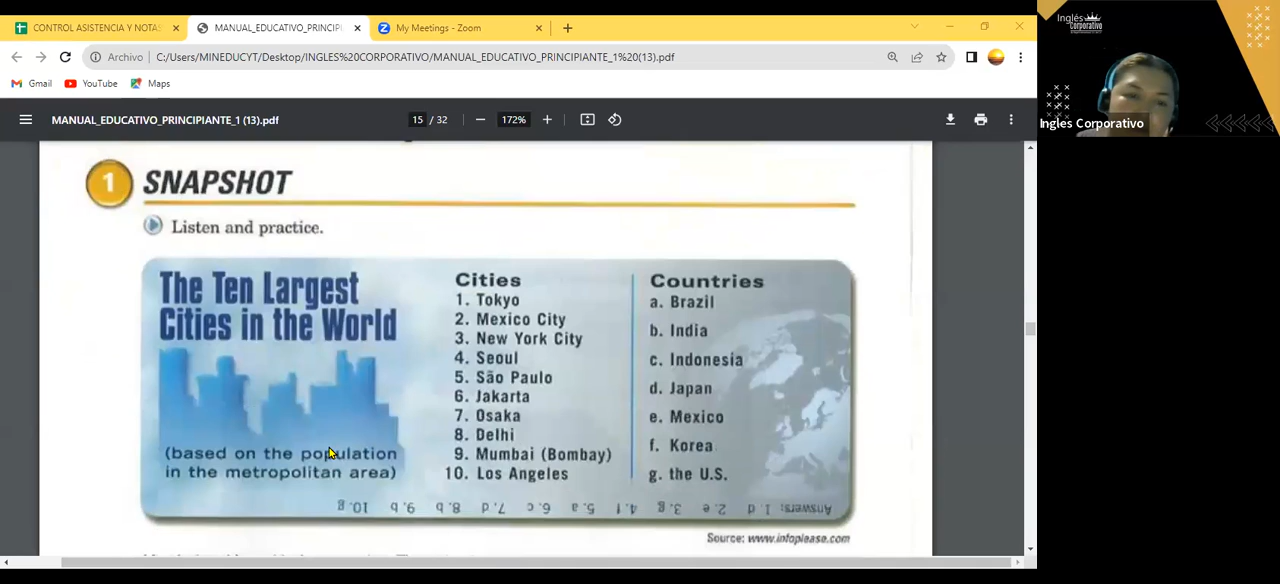 CONTROL ASISTENCIA Y NOTAS
MANUAL_EDUCATIVO_PRINCIPI
My Meetings - Zoom
Archivo
C:/Users/MINEDUCYT/Desktop/INGLES%20CORPORATIVO/MANUAL_EDUCATIVO_PRINCIPIANTE_1%20(13).pdf
Gmail
YouTube
Maps
MANUAL_EDUCATIVO_PRINCIPIANTE_1 (13).pdf
15 / 32
172%
1 SNAPSHOT
Listen and practice.
The Ten Largest
Cities in the World
(based on the population
in the metropolitan area)
Cities
1. Tokyo
2. Mexico City
3. New York City
4. Seoul
5. São Paulo
6. Jakarta
7. Osaka
8. Delhi
9. Mumbai (Bombay)
10. Los Angeles
Countries
a. Brazil
b. India
c. Indonesia
d. Japan
e. Mexico
f. Korea
g. the U.S.
Answers: 1. d 2. e 3. g 4. f 5. a 6. c 7. d 8. b 9. b 10. g
Source: www.infoplease.com
Inglés
Corporativo
Ingles Corporativo